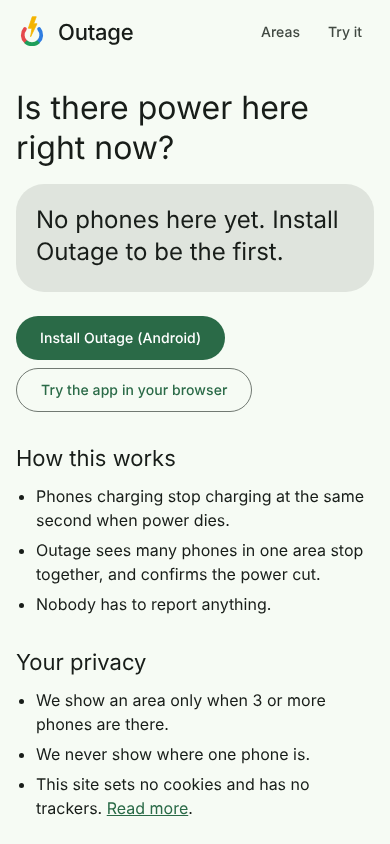 Outage
Areas
Try it
Is there power here
right now?
No phones here yet. Install
Outage to be the first.
Install Outage (Android)
Try the app in your browser
How this works
• Phones charging stop charging at the same
second when power dies.
• Outage sees many phones in one area stop
together, and confirms the power cut.
• Nobody has to report anything.
Your privacy
• We show an area only when 3 or more
phones are there.
• We never show where one phone is.
• This site sets no cookies and has no
trackers. Read more.